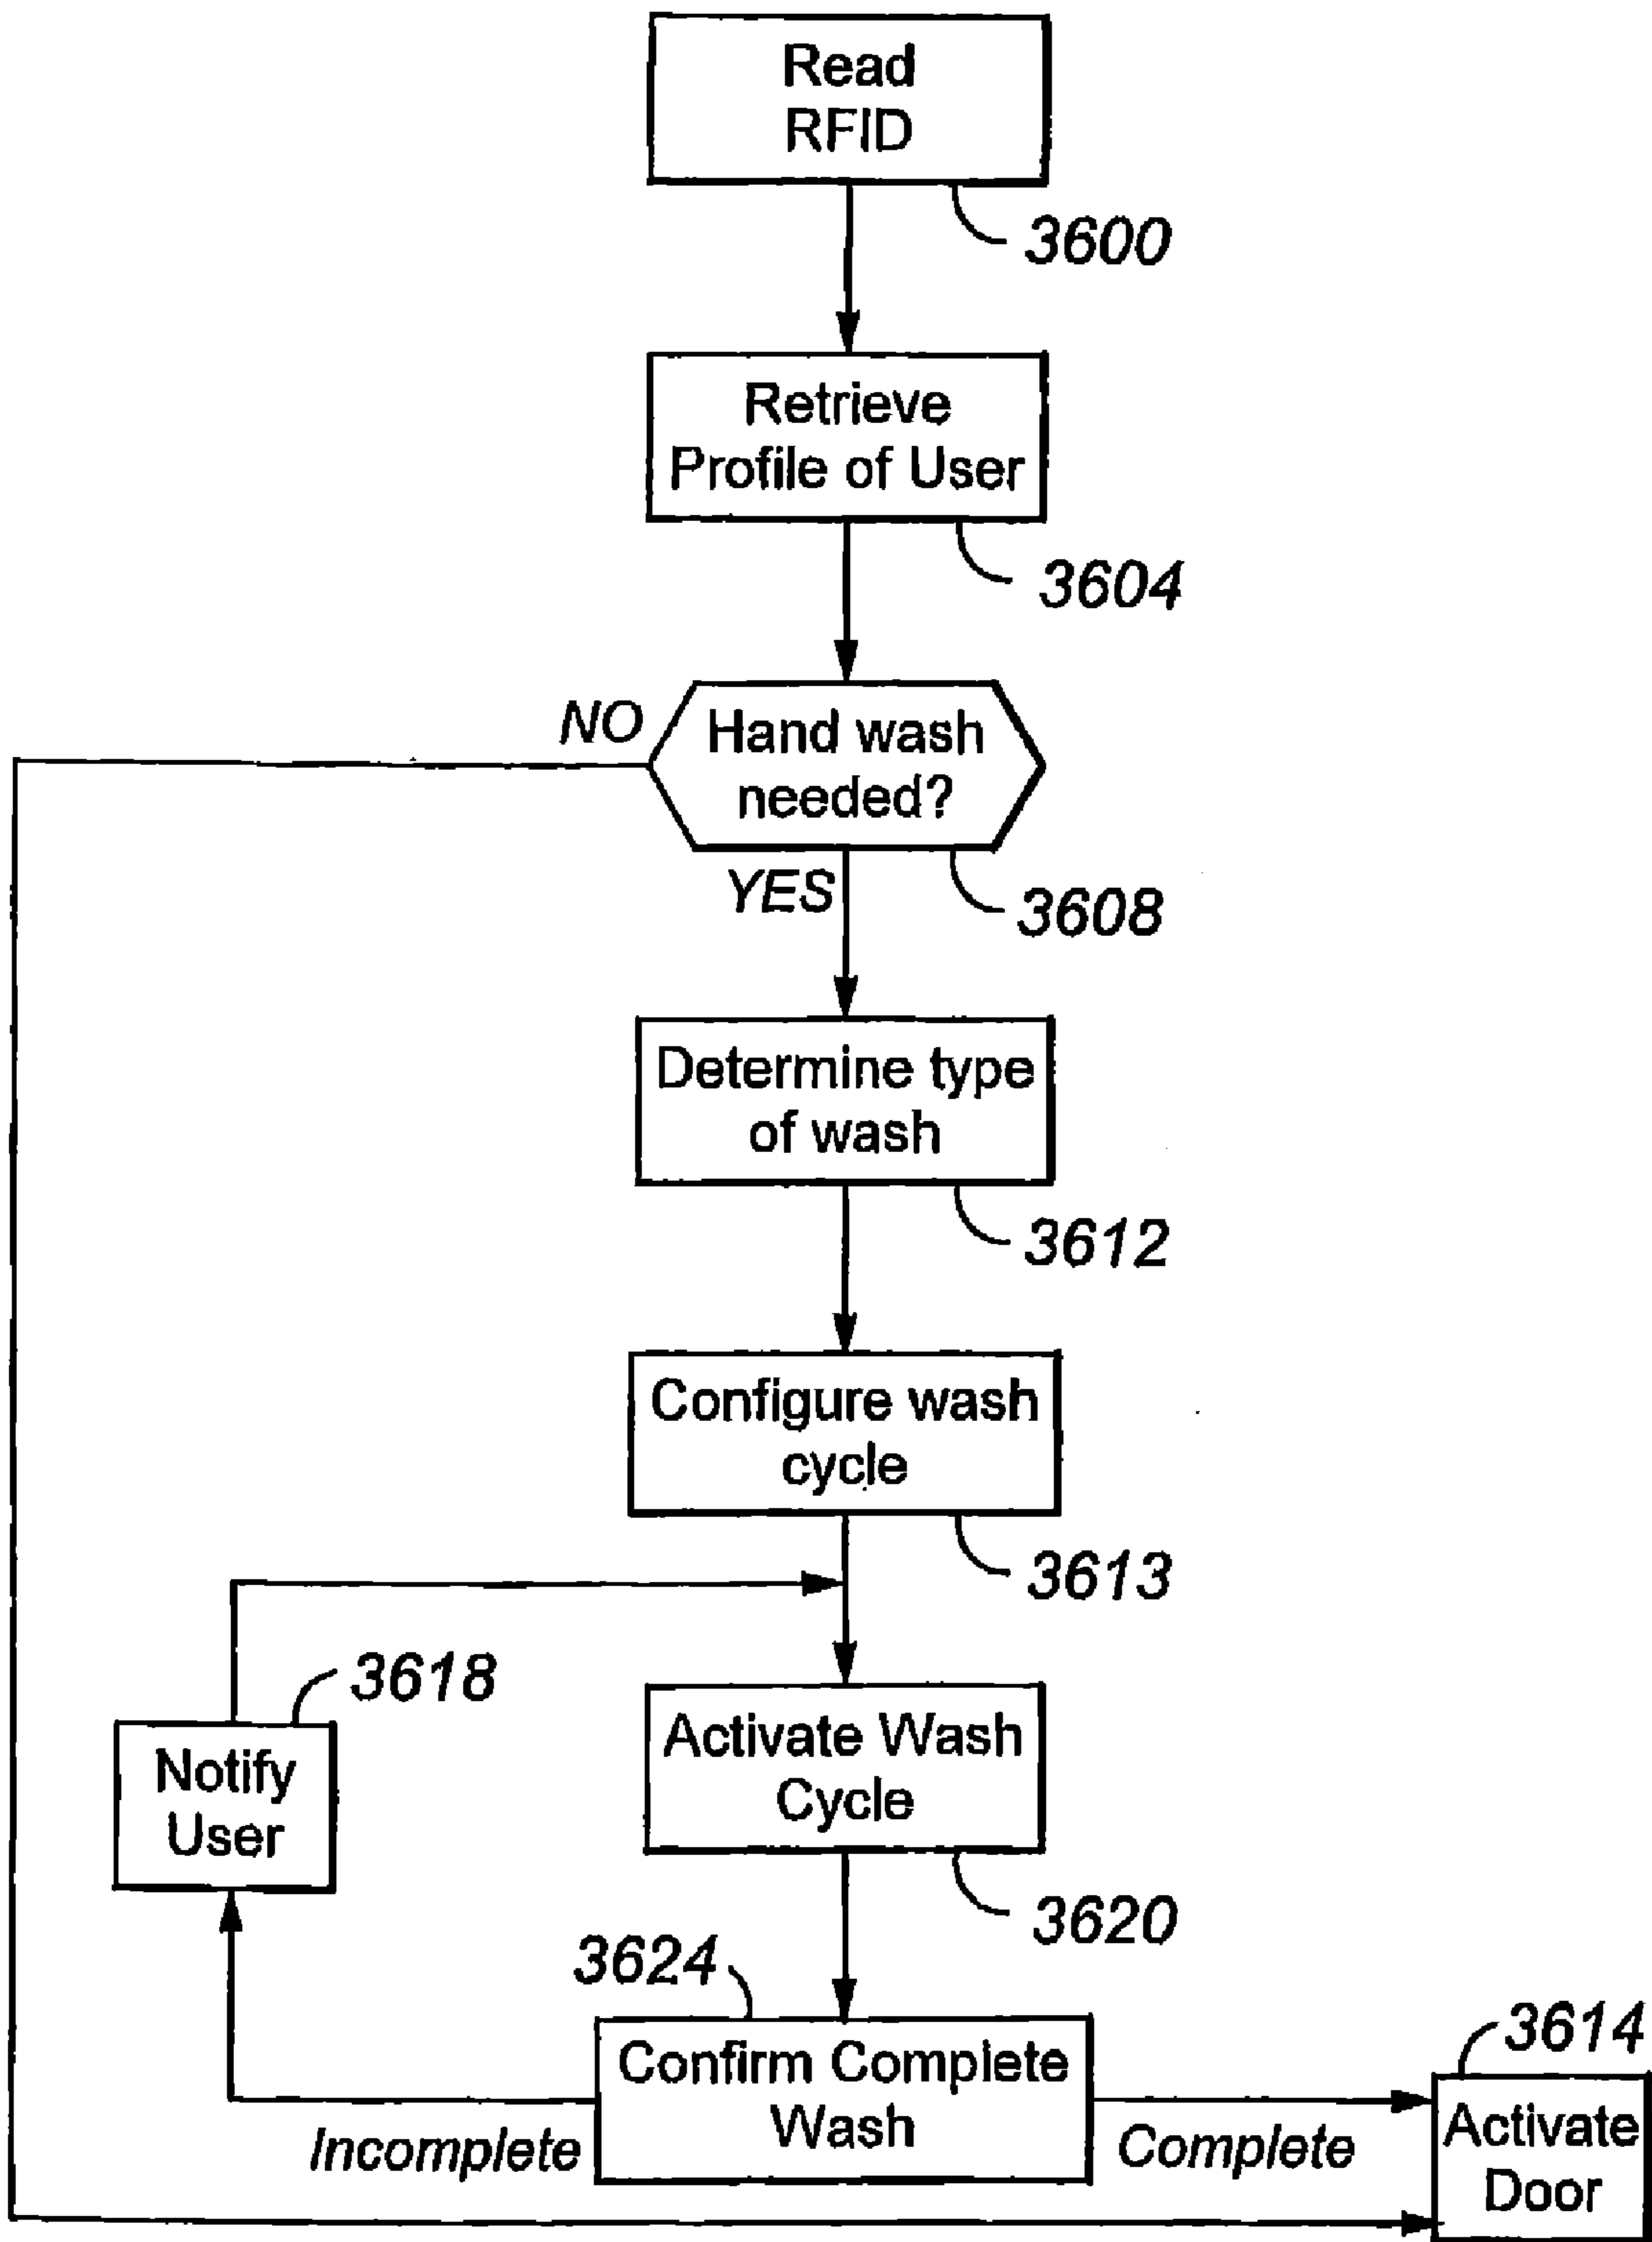 Read
RFID
3600
Retrieve
Profile of User
3604
NO
Hand wash
needed?
YES
3608
Determine type
of wash
3612
Configure wash
cycle
3613
3618
Notify
User
Activate Wash
Cycle
3620
3624
Confirm Complete
Wash
Incomplete
Complete
3614
Activate
Door